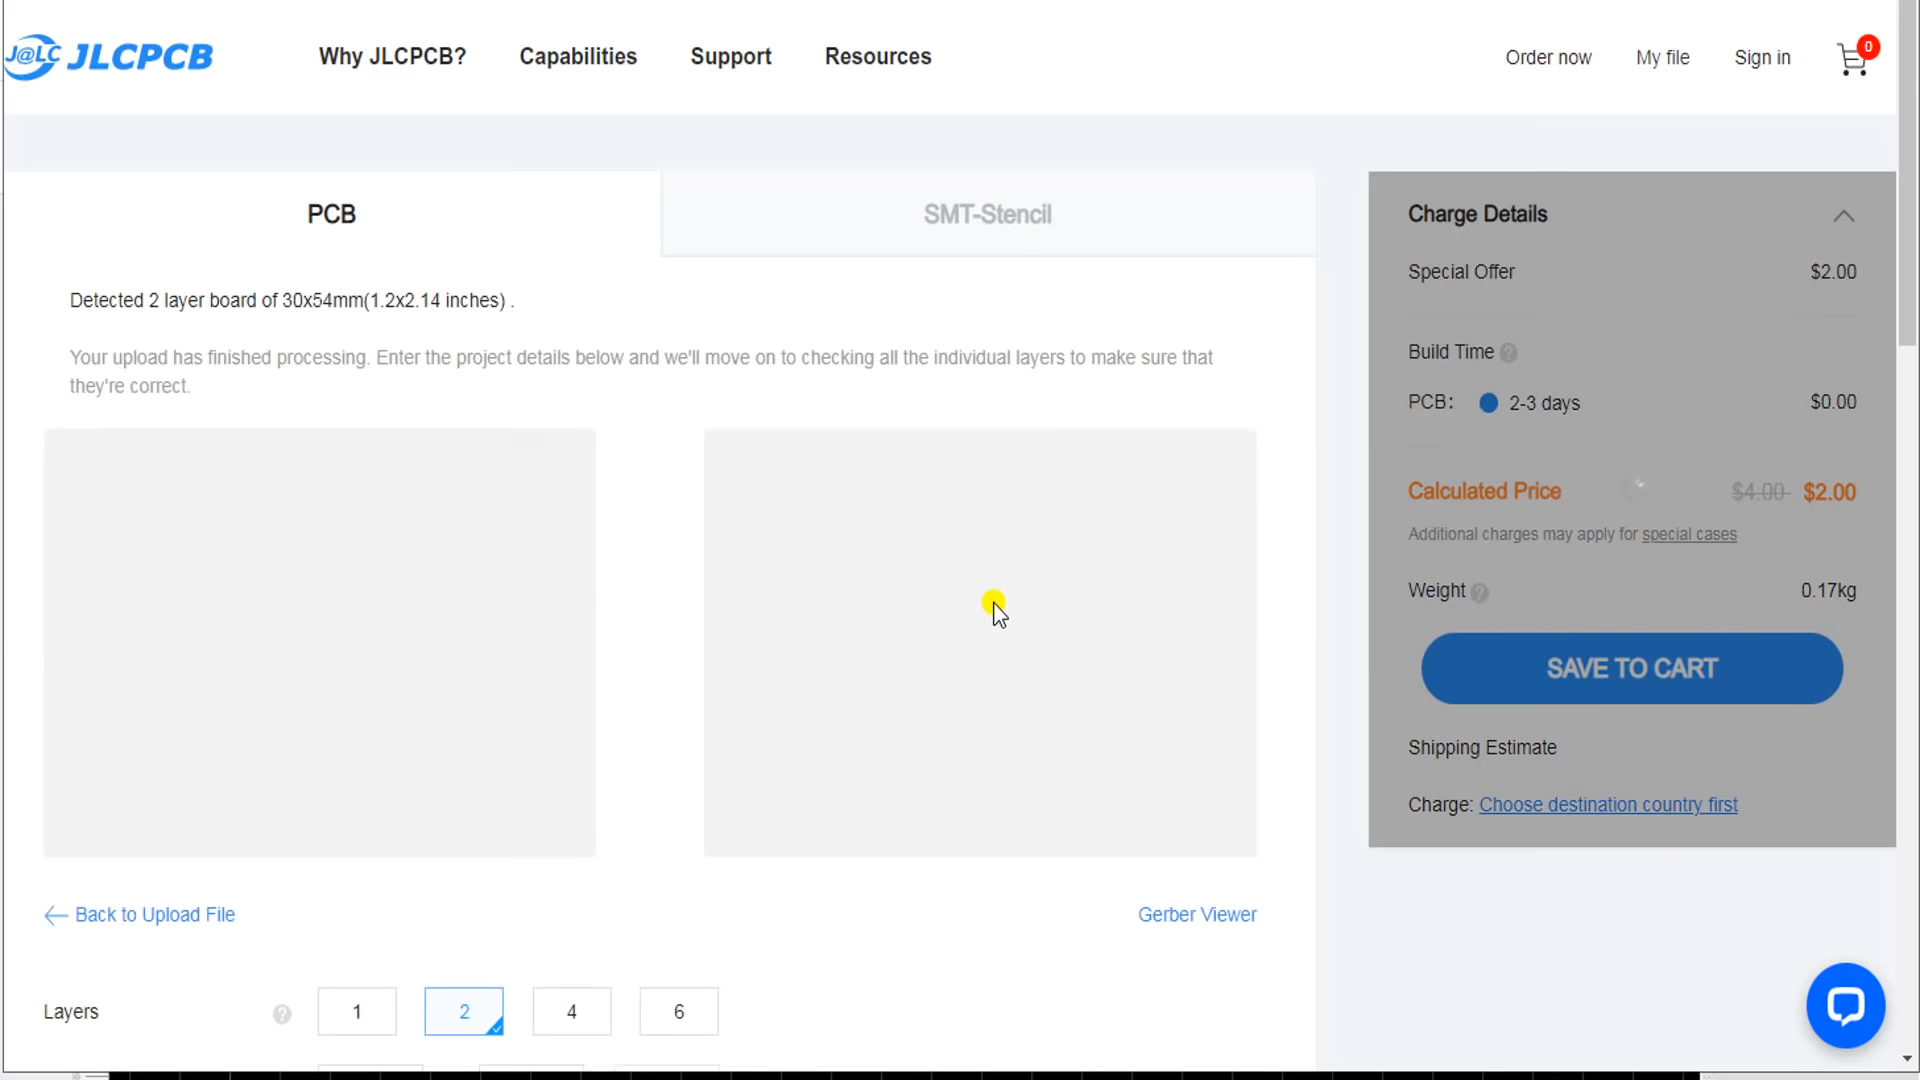 J@LC JLCPCB
Why JLCPCB? Capabilities Support Resources
Order now My file Sign in 0
PCB
SMT-Stencil
Detected 2 layer board of 30x54mm(1.2x2.14 inches) .
Your upload has finished processing. Enter the project details below and we'll move on to checking all the individual layers to make sure that
they're correct.
Back to Upload File
Gerber Viewer
Layers ? 1 2 4 6
Charge Details
Special Offer $2.00
Build Time ?
PCB: 2-3 days $0.00
Calculated Price $4.00 $2.00
Additional charges may apply for special cases
Weight ? 0.17kg
SAVE TO CART
Shipping Estimate
Charge: Choose destination country first